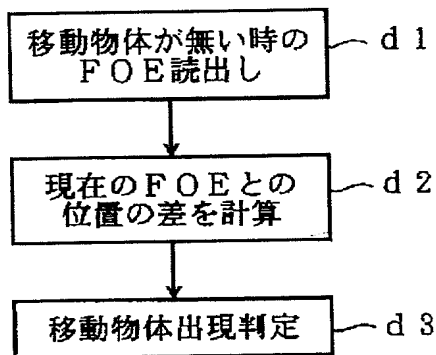 移動物体が無い時の
ＦＯＥ読出し
ｄ１
現在のＦＯＥとの
位置の差を計算
ｄ２
移動物体出現判定
ｄ３